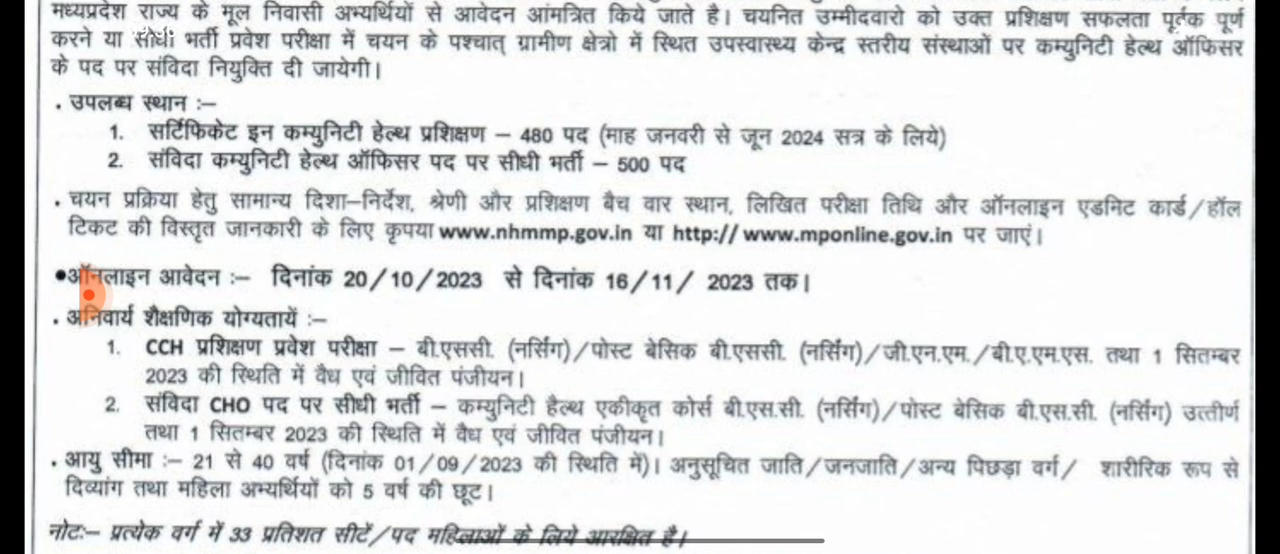 मध्यप्रदेश राज्य के मूल निवासी अभ्यर्थियों से आवेदन आंमत्रित किये जाते है। चयनित उम्मीदवारो को उक्त प्रशिक्षण सफलता पूर्वक पूर्ण
करने या सीधी भर्ती प्रवेश परीक्षा में चयन के पश्चात् ग्रामीण क्षेत्रो में स्थित उपस्वास्थ्य केन्द्र स्तरीय संस्थाओं पर कम्युनिटी हेल्थ ऑफिसर
के पद पर संविदा नियुक्ति दी जायेगी।
. उपलब्ध स्थान :–
1. सर्टिफिकेट इन कम्युनिटी हेल्थ प्रशिक्षण – 480 पद (माह जनवरी से जून 2024 सत्र के लिये)
2. संविदा कम्युनिटी हेल्थ ऑफिसर पद पर सीधी भर्ती – 500 पद
. चयन प्रक्रिया हेतु सामान्य दिशा–निर्देश, श्रेणी और प्रशिक्षण बैच वार स्थान, लिखित परीक्षा तिथि और ऑनलाइन एडनिट कार्ड/हॉल
टिकट की विस्तृत जानकारी के लिए कृपया www.nhmmp.gov.in या http:// www.mponline.gov.in पर जाएं।
•ऑनलाइन आवेदन :– दिनांक 20/10/2023 से दिनांक 16/11/ 2023 तक।
. अनिवार्य शैक्षणिक योग्यतायें :–
1. CCH प्रशिक्षण प्रवेश परीक्षा – बी.एससी. (नर्सिंग)/पोस्ट बेसिक बी.एससी. (नर्सिंग)/जी.एन.एम./बी.ए.एम.एस. तथा 1 सितम्बर
2023 की स्थिति में वैध एवं जीवित पंजीयन।
2. संविदा CHO पद पर सीधी भर्ती – कम्युनिटी हैल्थ एकीकृत कोर्स बी.एस.सी. (नर्सिंग)/पोस्ट बेसिक बी.एस.सी. (नर्सिंग) उत्तीर्ण
तथा 1 सितम्बर 2023 की स्थिति में वैध एवं जीवित पंजीयन।
. आयु सीमा :– 21 से 40 वर्ष (दिनांक 01/09/2023 की स्थिति में)। अनुसूचित जाति/जनजाति/अन्य पिछड़ा वर्ग/ शारीरिक रूप से
दिव्यांग तथा महिला अभ्यर्थियों को 5 वर्ष की छूट।
नोटः– प्रत्येक वर्ग में 33 प्रतिशत सीटें/पद महिलाओं के लिये आरक्षित है।